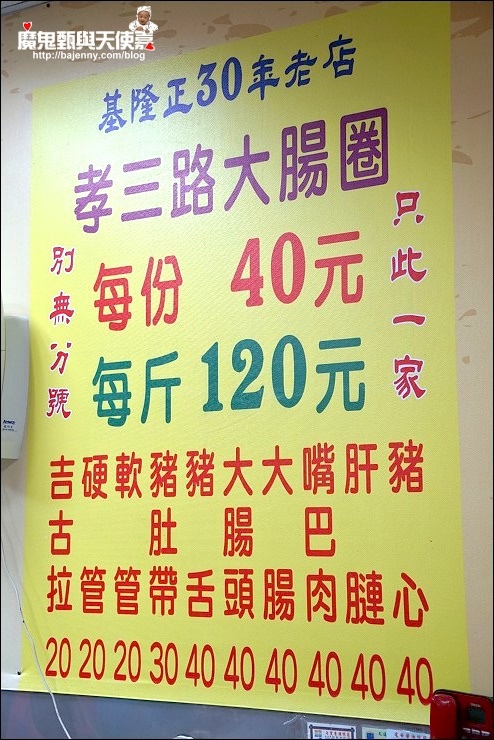 魔鬼甄與天使嘉
http://bajenny.com/blog
基隆正30年老店
孝三路大腸圈
只此一家
每份 40元
每斤 120元
別無分號
豬心 40
肝腱 40
嘴巴肉 40
大腸 40
大腸頭 40
豬舌 40
豬肚帶 30
軟管 20
硬管 20
吉古拉 20